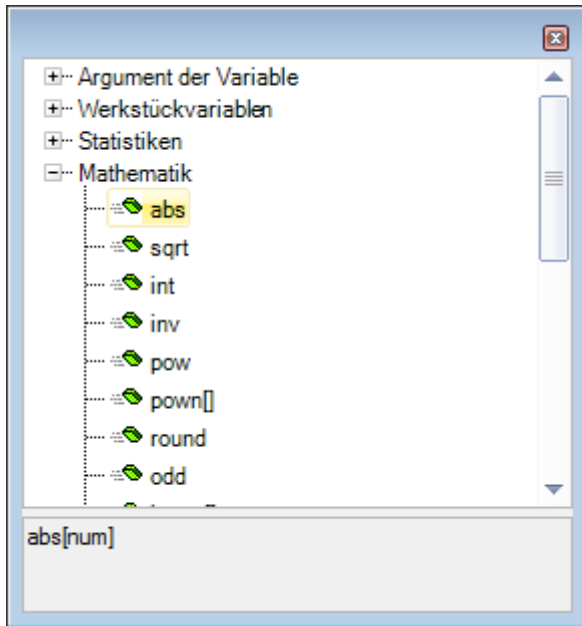 Argument der Variable
Werkstückvariablen
Statistiken
Mathematik
abs
sqrt
int
inv
pow
pown[]
round
odd
abs[num]